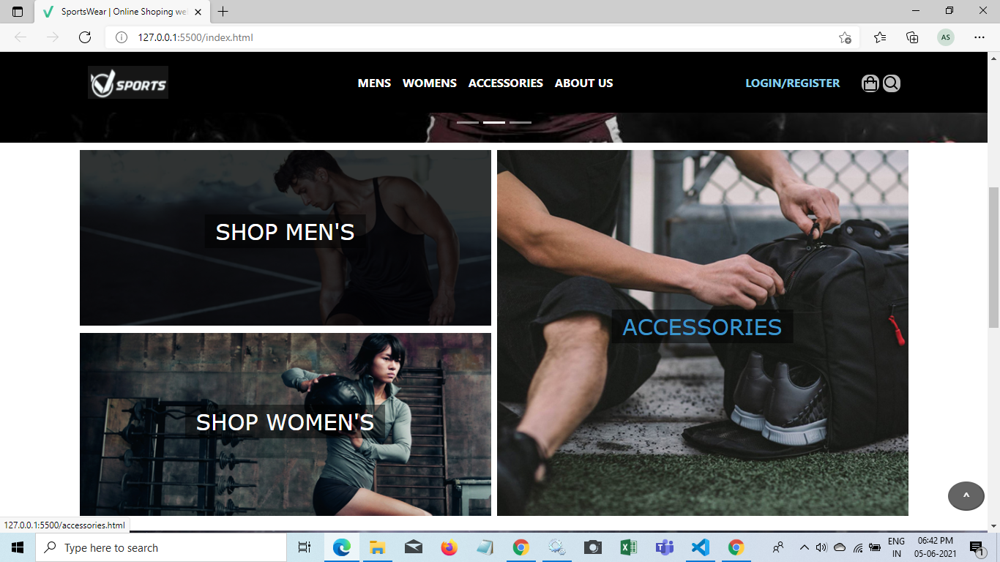 SportsWear | Online Shoping we
127.0.0.1:5500/index.html
AS
SPORTS
MENS WOMENS ACCESSORIES ABOUT US LOGIN/REGISTER
SHOP MEN'S
ACCESSORIES
SHOP WOMEN'S
^
127.0.0.1:5500/accessories.html
Type here to search
ENG
IN
06:42 PM
05-06-2021
1